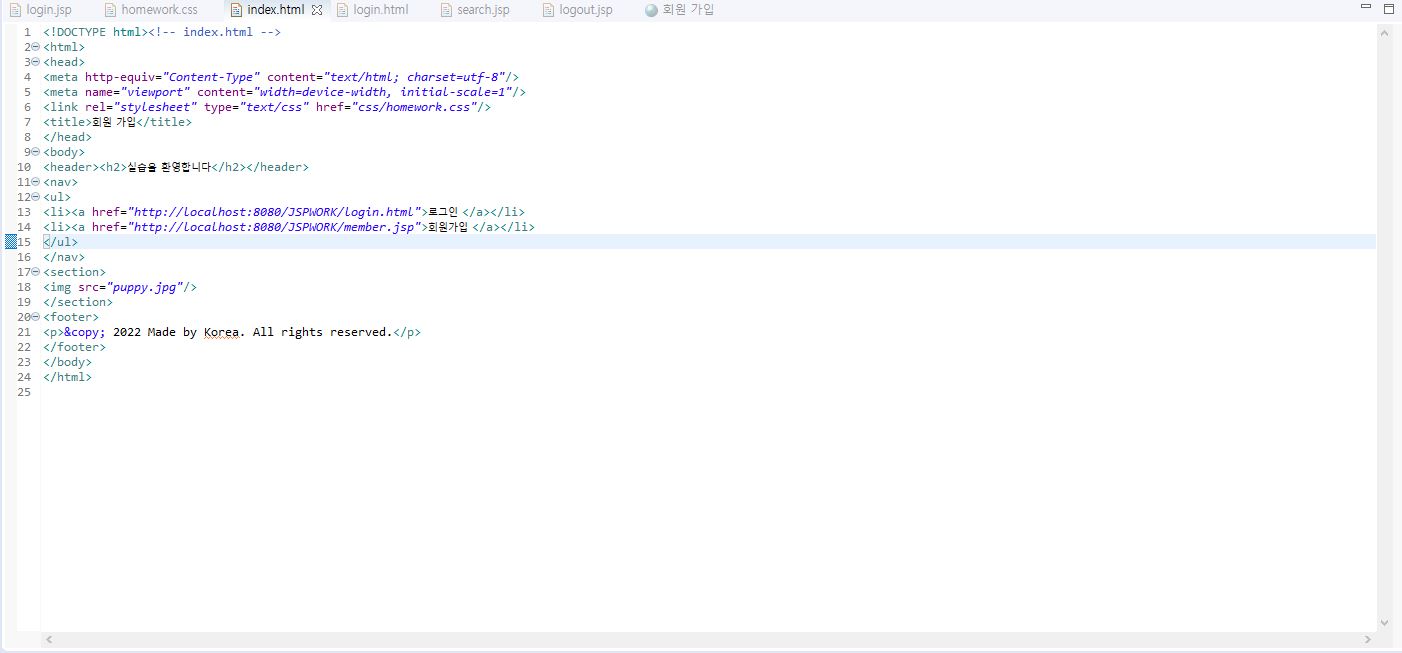 login.jsp homework.css index.html login.html search.jsp logout.jsp 회원 가입
1 <!DOCTYPE html><!-- index.html -->
2 <html>
3 <head>
4 <meta http-equiv="Content-Type" content="text/html; charset=utf-8"/>
5 <meta name="viewport" content="width=device-width, initial-scale=1"/>
6 <link rel="stylesheet" type="text/css" href="css/homework.css"/>
7 <title>회원 가입</title>
8 </head>
9 <body>
10 <header><h2>실습을 환영합니다</h2></header>
11 <nav>
12 <ul>
13 <li><a href="http://localhost:8080/JSPWORK/login.html">로그인 </a></li>
14 <li><a href="http://localhost:8080/JSPWORK/member.jsp">회원가입 </a></li>
15 </ul>
16 </nav>
17 <section>
18 <img src="puppy.jpg"/>
19 </section>
20 <footer>
21 <p>&copy; 2022 Made by Korea. All rights reserved.</p>
22 </footer>
23 </body>
24 </html>
25